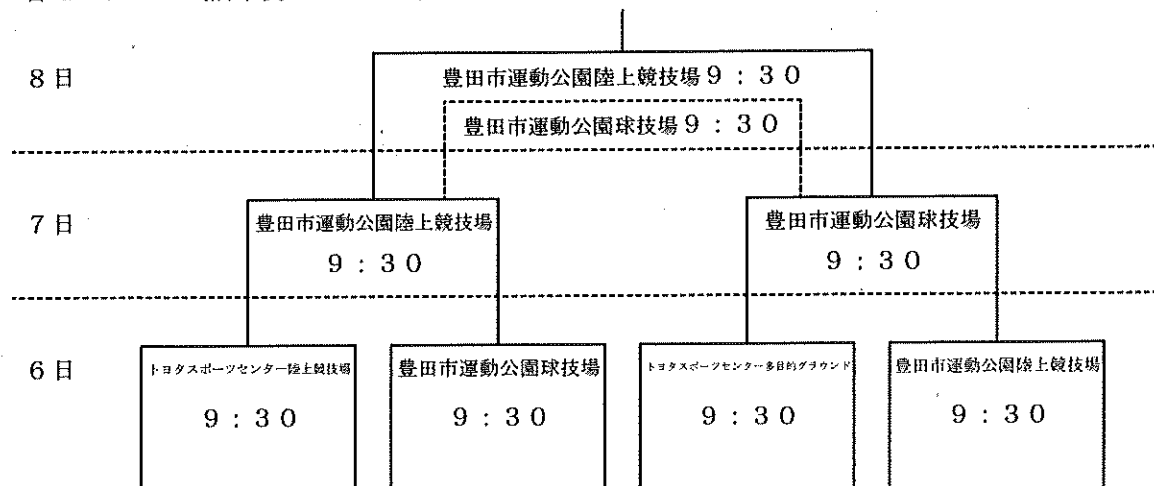 8日
豊田市運動公園陸上競技場9:30
豊田市運動公園球技場9:30
7日
豊田市運動公園陸上競技場
9:30
豊田市運動公園球技場
9:30
6日
トヨタスポーツセンター陸上競技場
9:30
豊田市運動公園球技場
9:30
トヨタスポーツセンター多目的グラウンド
9:30
豊田市運動公園陸上競技場
9:30